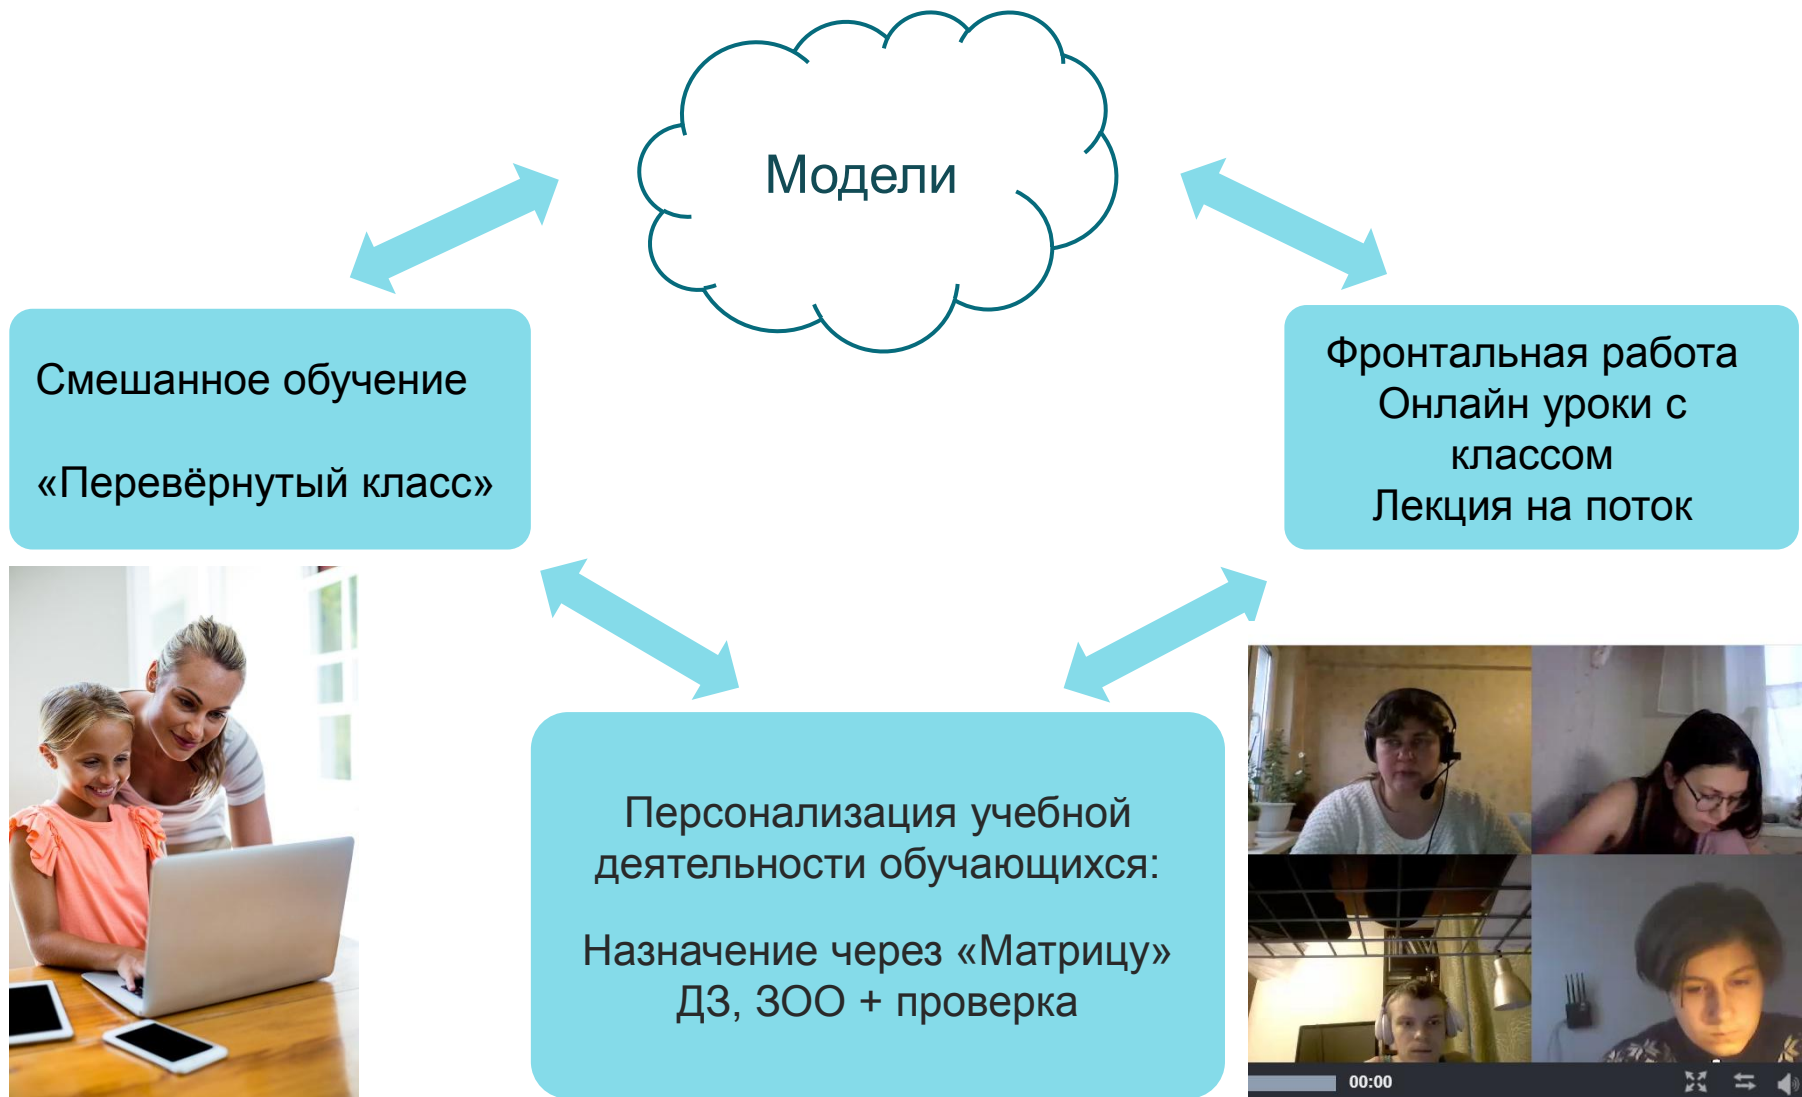 Модели
Смешанное обучение
«Перевёрнутый класс»
Фронтальная работа
Онлайн уроки с
классом
Лекция на поток
Персонализация учебной
деятельности обучающихся:
Назначение через «Матрицу»
ДЗ, ЗОО + проверка
00:00